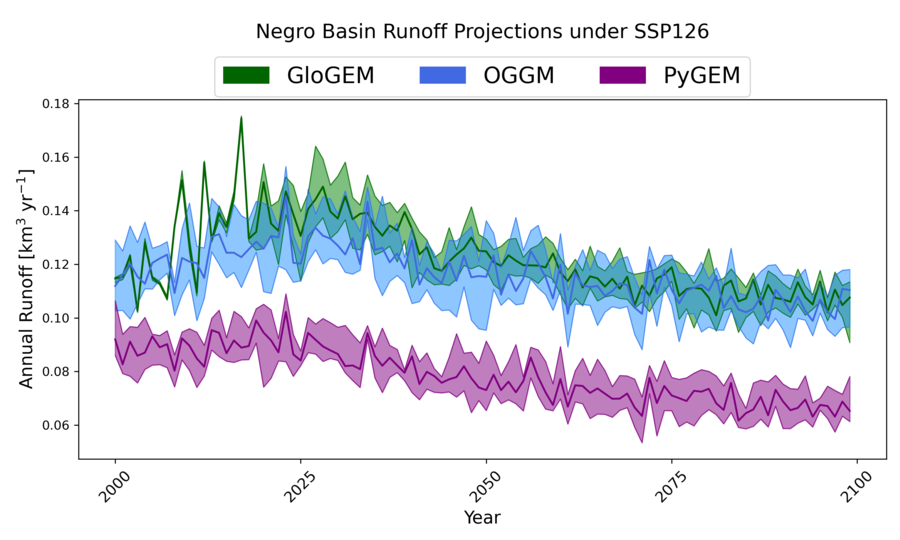 Negro Basin Runoff Projections under SSP126
GloGEM OGGM PyGEM
Annual Runoff [km³ yr⁻¹]
0.18
0.16
0.14
0.12
0.10
0.08
0.06
2000 2025 2050 2075 2100
Year